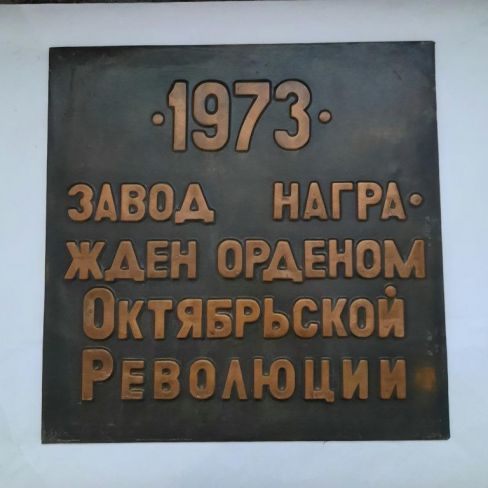 ·1973·
ЗАВОД НАГРА·
ЖДЕН ОРДЕНОМ
ОКТЯБРЬСКОЙ
РЕВОЛЮЦИИ